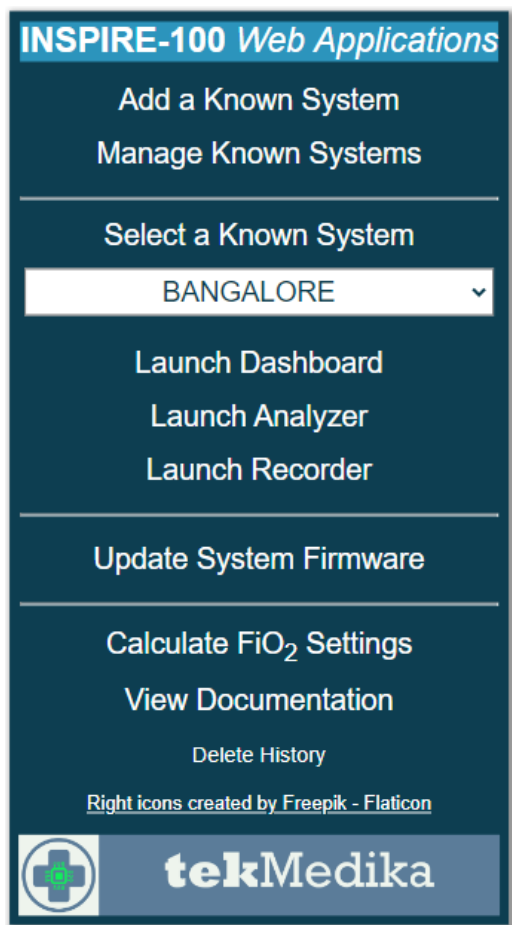 INSPIRE-100 Web Applications
Add a Known System
Manage Known Systems
Select a Known System
BANGALORE
Launch Dashboard
Launch Analyzer
Launch Recorder
Update System Firmware
Calculate FiO₂ Settings
View Documentation
Delete History
Right icons created by Freepik - Flaticon
tekMedika